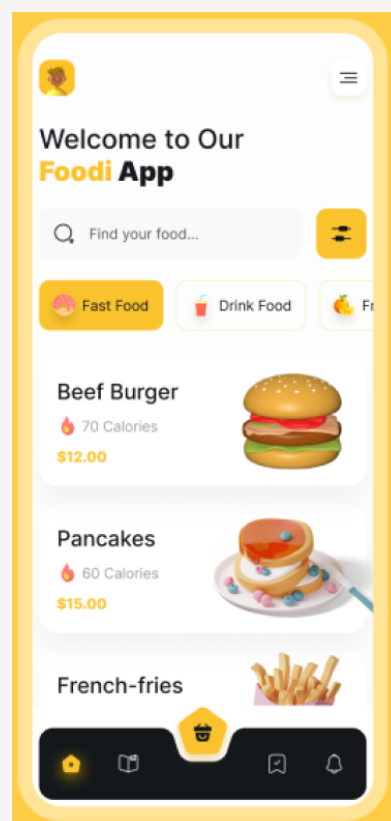 Welcome to Our
Foodi App
Find your food...
Fast Food
Drink Food
Fr
Beef Burger
70 Calories
$12.00
Pancakes
60 Calories
$15.00
French-fries